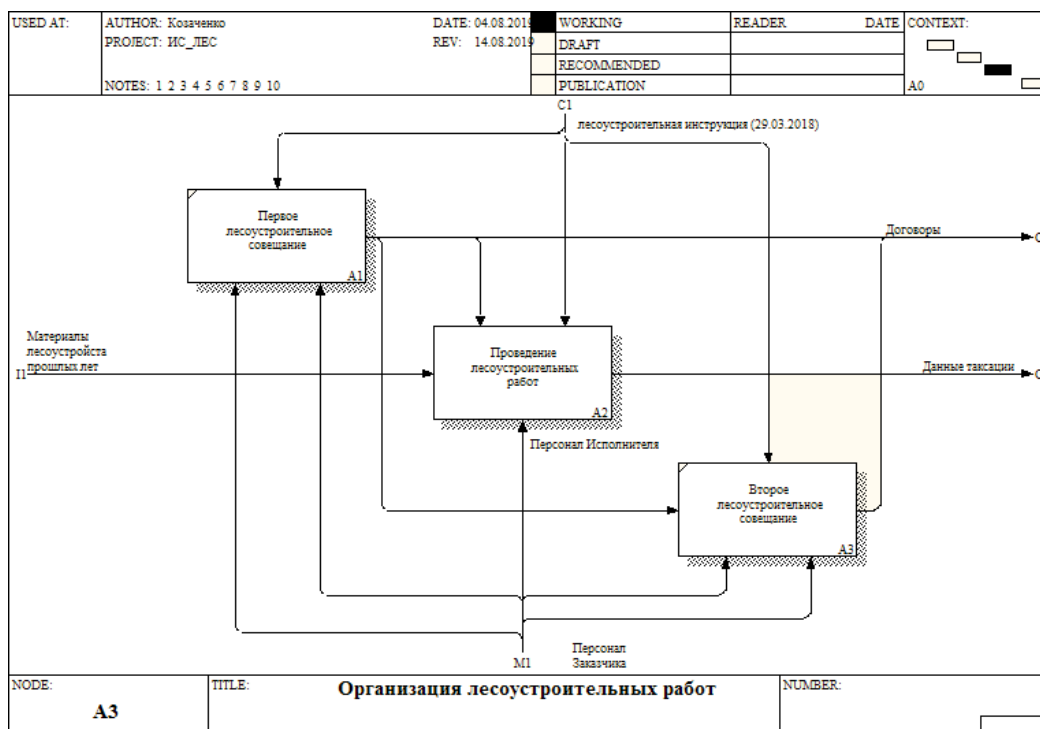 USED AT:
AUTHOR: Козаченко
DATE: 04.08.2019
WORKING
READER
DATE
CONTEXT:
PROJECT: ИС_ЛЕС
REV: 14.08.2019
DRAFT
RECOMMENDED
NOTES: 1 2 3 4 5 6 7 8 9 10
PUBLICATION
A0
C1
лесоустроительная инструкция (29.03.2018)
Первое
лесоустроительное
совещание
A1
Договоры
Материалы
лесоустройста
прошлых лет
I1
Проведение
лесоустроительных
работ
A2
Данные таксации
Персонал Исполнителя
Второе
лесоустроительное
совещание
A3
M1
Персонал
Заказчика
NODE:
A3
TITLE:
Организация лесоустроительных работ
NUMBER: